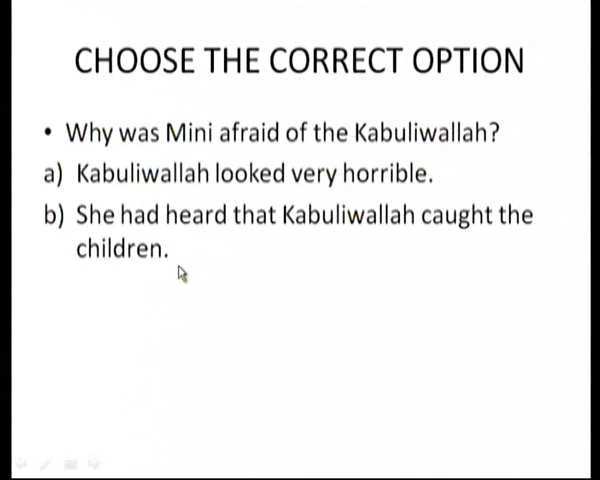 CHOOSE THE CORRECT OPTION
• Why was Mini afraid of the Kabuliwallah?
a) Kabuliwallah looked very horrible.
b) She had heard that Kabuliwallah caught the
children.